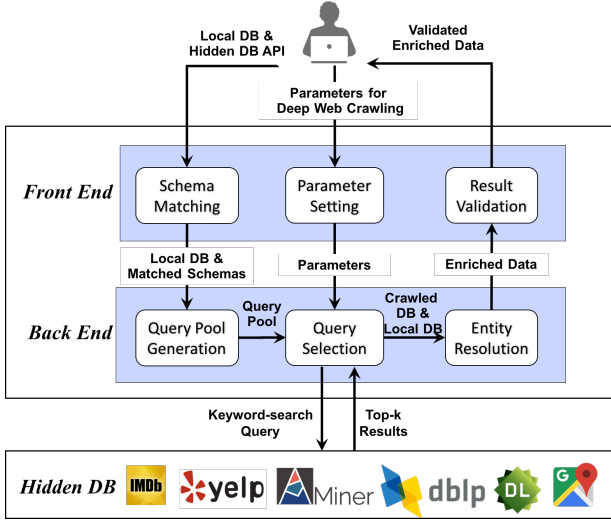 Local DB &
Hidden DB API
Validated
Enriched Data
Parameters for
Deep Web Crawling
Front End
Schema
Matching
Parameter
Setting
Result
Validation
Local DB &
Matched Schemas
Parameters
Enriched Data
Back End
Query Pool
Generation
Query
Pool
Query
Selection
Crawled
DB &
Local DB
Entity
Resolution
Keyword-search
Query
Top-k
Results
Hidden DB
IMDb
yelp
AMiner
dblp
DL
G